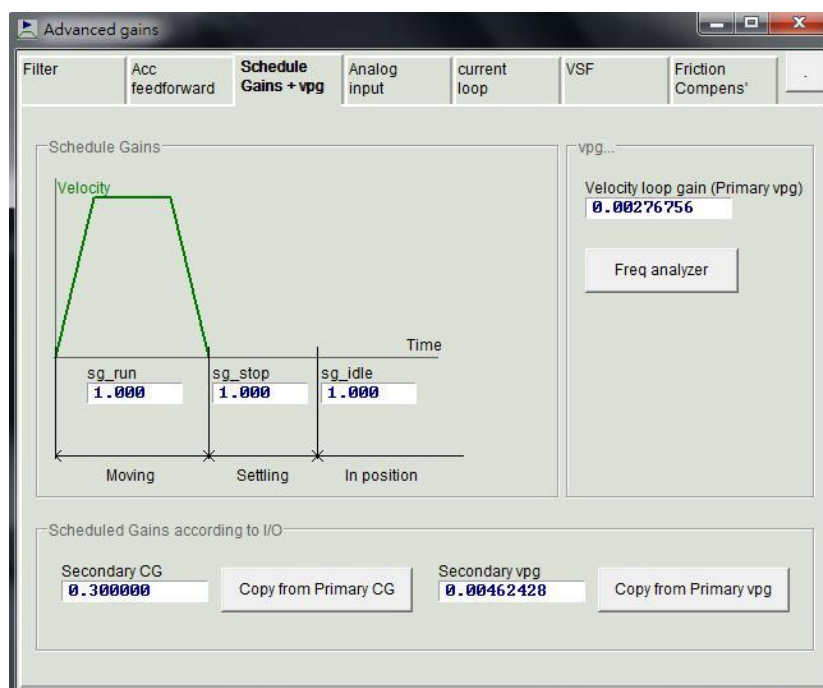 Advanced gains
Filter
Acc
feedforward
Schedule
Gains + vpg
Analog
input
current
loop
VSF
Friction
Compens'
.
Schedule Gains
Velocity
Time
sg_run
1.000
sg_stop
1.000
sg_idle
1.000
Moving
Settling
In position
vpg...
Velocity loop gain (Primary vpg)
0.00276756
Freq analyzer
Scheduled Gains according to I/O
Secondary CG
0.300000
Copy from Primary CG
Secondary vpg
0.00462428
Copy from Primary vpg